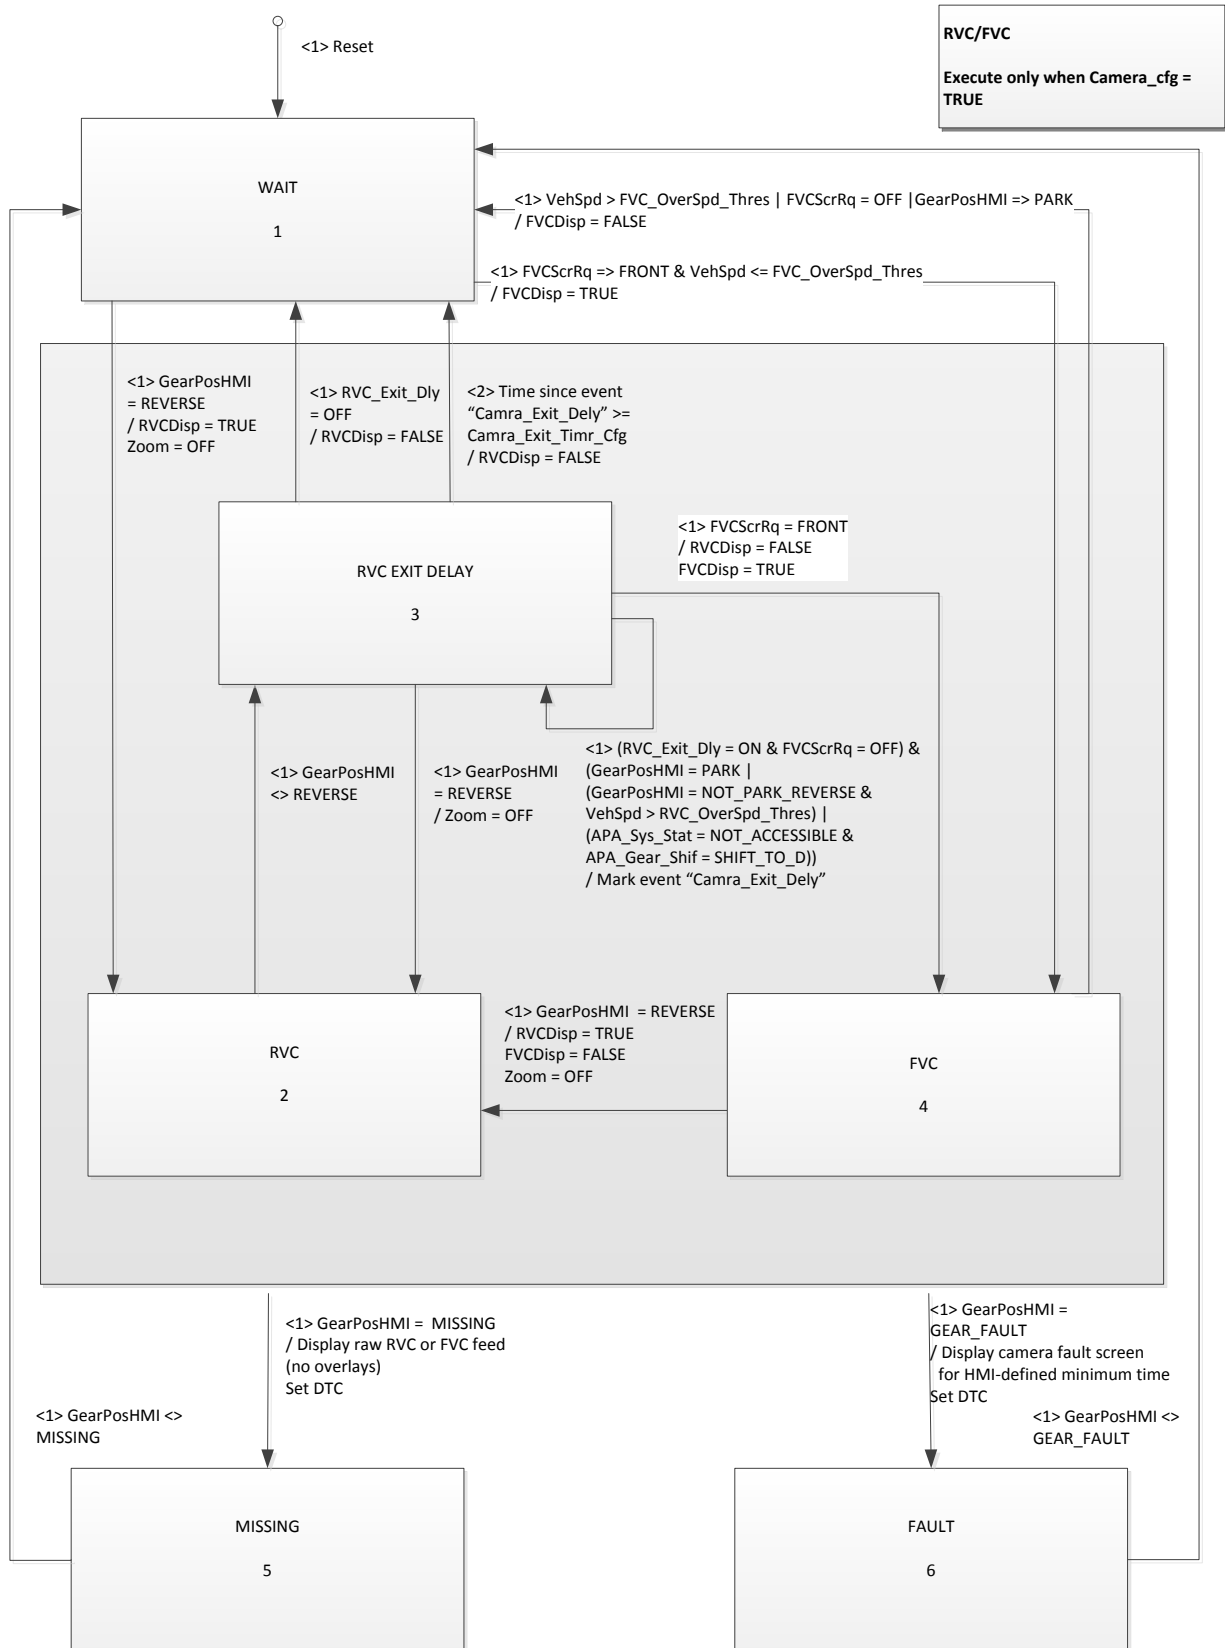 <1> Reset
RVC/FVC
Execute only when Camera_cfg =
TRUE
WAIT
1
<1> VehSpd > FVC_OverSpd_Thres | FVCScrRq = OFF |GearPosHMI => PARK
/ FVCDisp = FALSE
<1> FVCScrRq => FRONT & VehSpd <= FVC_OverSpd_Thres
/ FVCDisp = TRUE
<1> GearPosHMI
= REVERSE
/ RVCDisp = TRUE
Zoom = OFF
<1> RVC_Exit_Dly
= OFF
/ RVCDisp = FALSE
<2> Time since event
“Camra_Exit_Dely” >=
Camra_Exit_Timr_Cfg
/ RVCDisp = FALSE
RVC EXIT DELAY
3
<1> FVCScrRq = FRONT
/ RVCDisp = FALSE
FVCDisp = TRUE
<1> GearPosHMI
<> REVERSE
<1> GearPosHMI
= REVERSE
/ Zoom = OFF
<1> (RVC_Exit_Dly = ON & FVCScrRq = OFF) &
(GearPosHMI = PARK |
(GearPosHMI = NOT_PARK_REVERSE &
VehSpd > RVC_OverSpd_Thres) |
(APA_Sys_Stat = NOT_ACCESSIBLE &
APA_Gear_Shif = SHIFT_TO_D))
/ Mark event “Camra_Exit_Dely”
RVC
2
<1> GearPosHMI  = REVERSE
/ RVCDisp = TRUE
FVCDisp = FALSE
Zoom = OFF
FVC
4
<1> GearPosHMI =  MISSING
/ Display raw RVC or FVC feed
(no overlays)
Set DTC
<1> GearPosHMI =
GEAR_FAULT
/ Display camera fault screen
for HMI-defined minimum time
Set DTC
<1> GearPosHMI <>
MISSING
<1> GearPosHMI <>
GEAR_FAULT
MISSING
5
FAULT
6